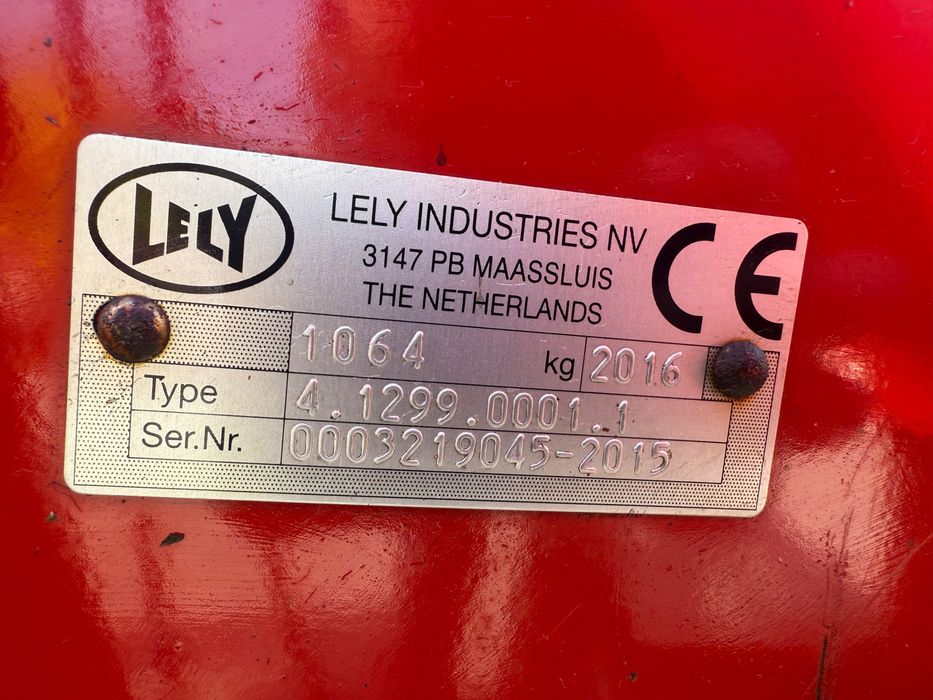 LELY
LELY INDUSTRIES NV
3147 PB MAASSLUIS
THE NETHERLANDS
CE
1064 kg 2016
Type 4.1299.0001.1
Ser.Nr. 0003219045-2015